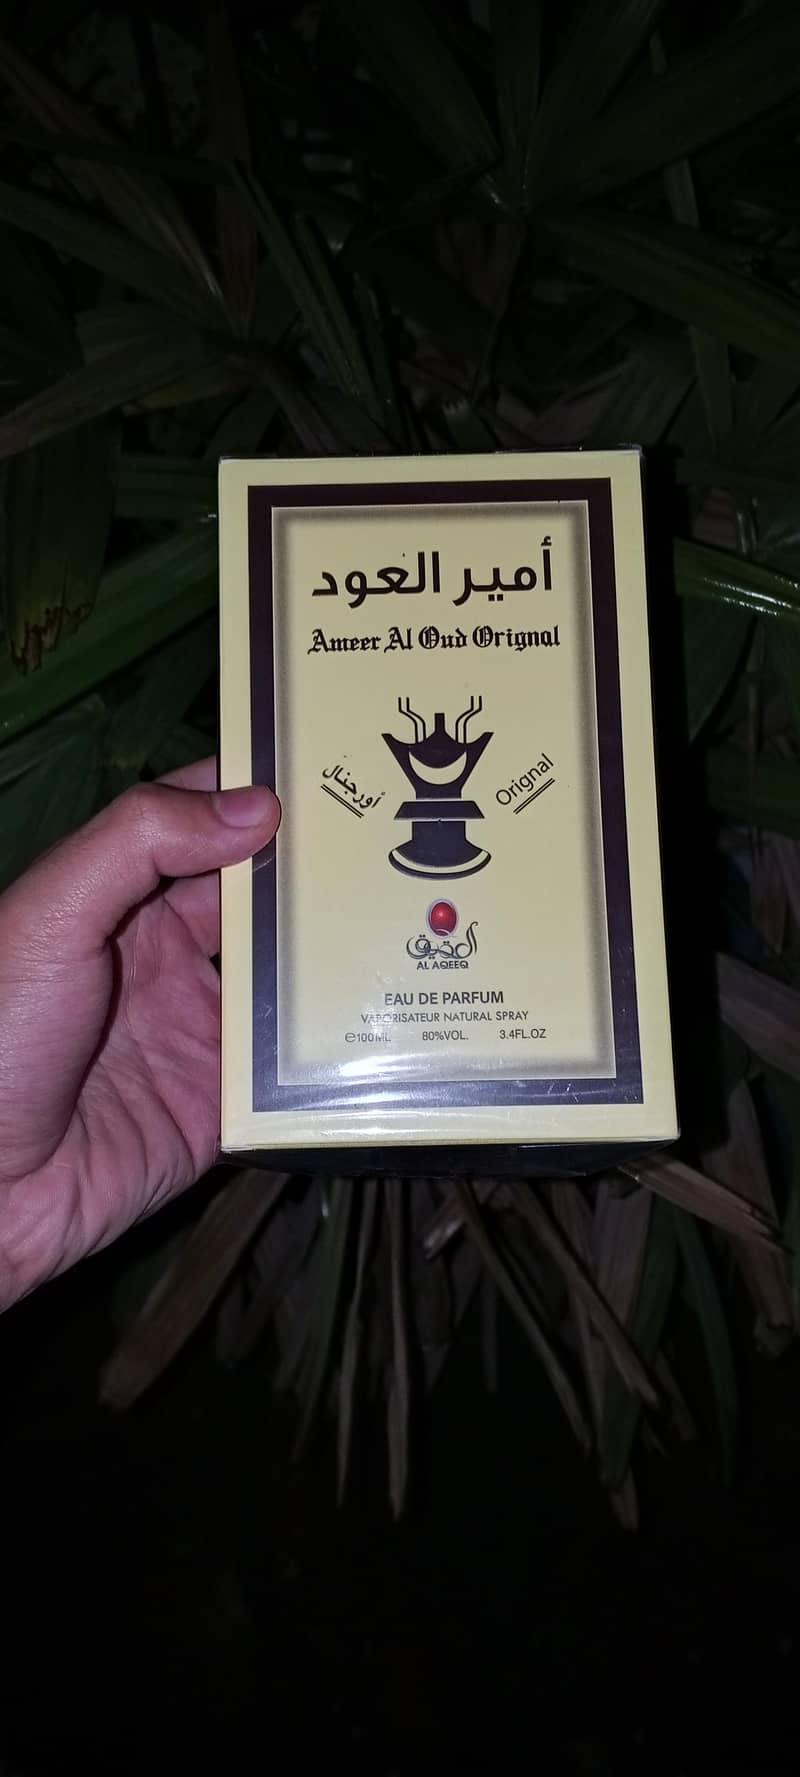 أمير العود
Ameer Al Oud Orignal
أورجنال
Orignal
العقيق
AL AQEEQ
EAU DE PARFUM
VAPORISATEUR NATURAL SPRAY
℮100ML 80%VOL. 3.4FL.OZ